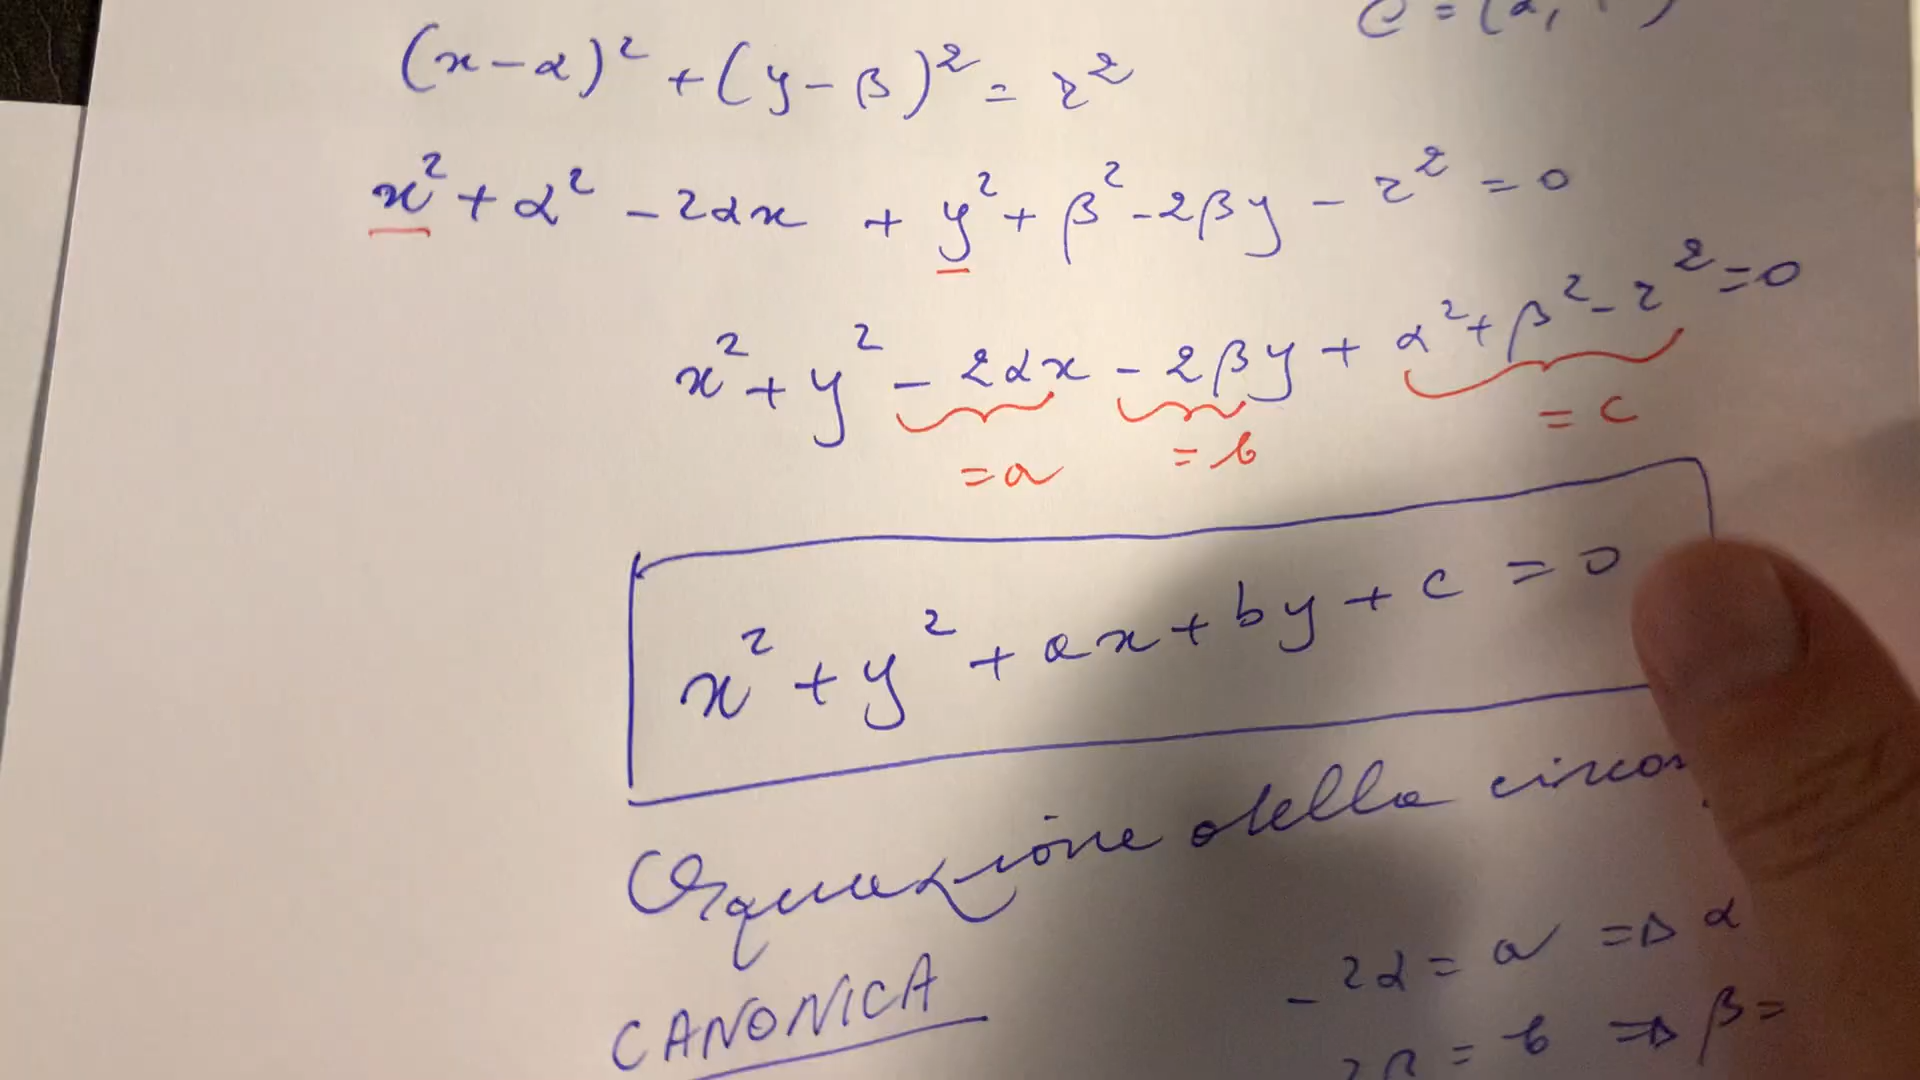 C = (α,
(x-α)² + (y-β)² = r²
x² + α² - 2αx + y² + β² - 2βy - r² = 0
x² + y² - 2αx - 2βy + α² + β² - r² = 0
= a = b = c
x² + y² + ax + by + c = 0
Equazione della
CANONICA
- 2α = a => α
2β = b => β =